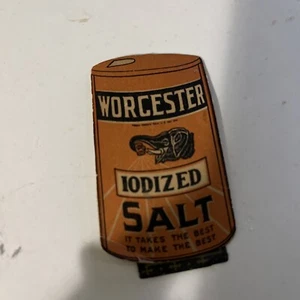 WORCESTER
IODIZED
SALT
IT TAKES THE BEST
TO MAKE THE BEST